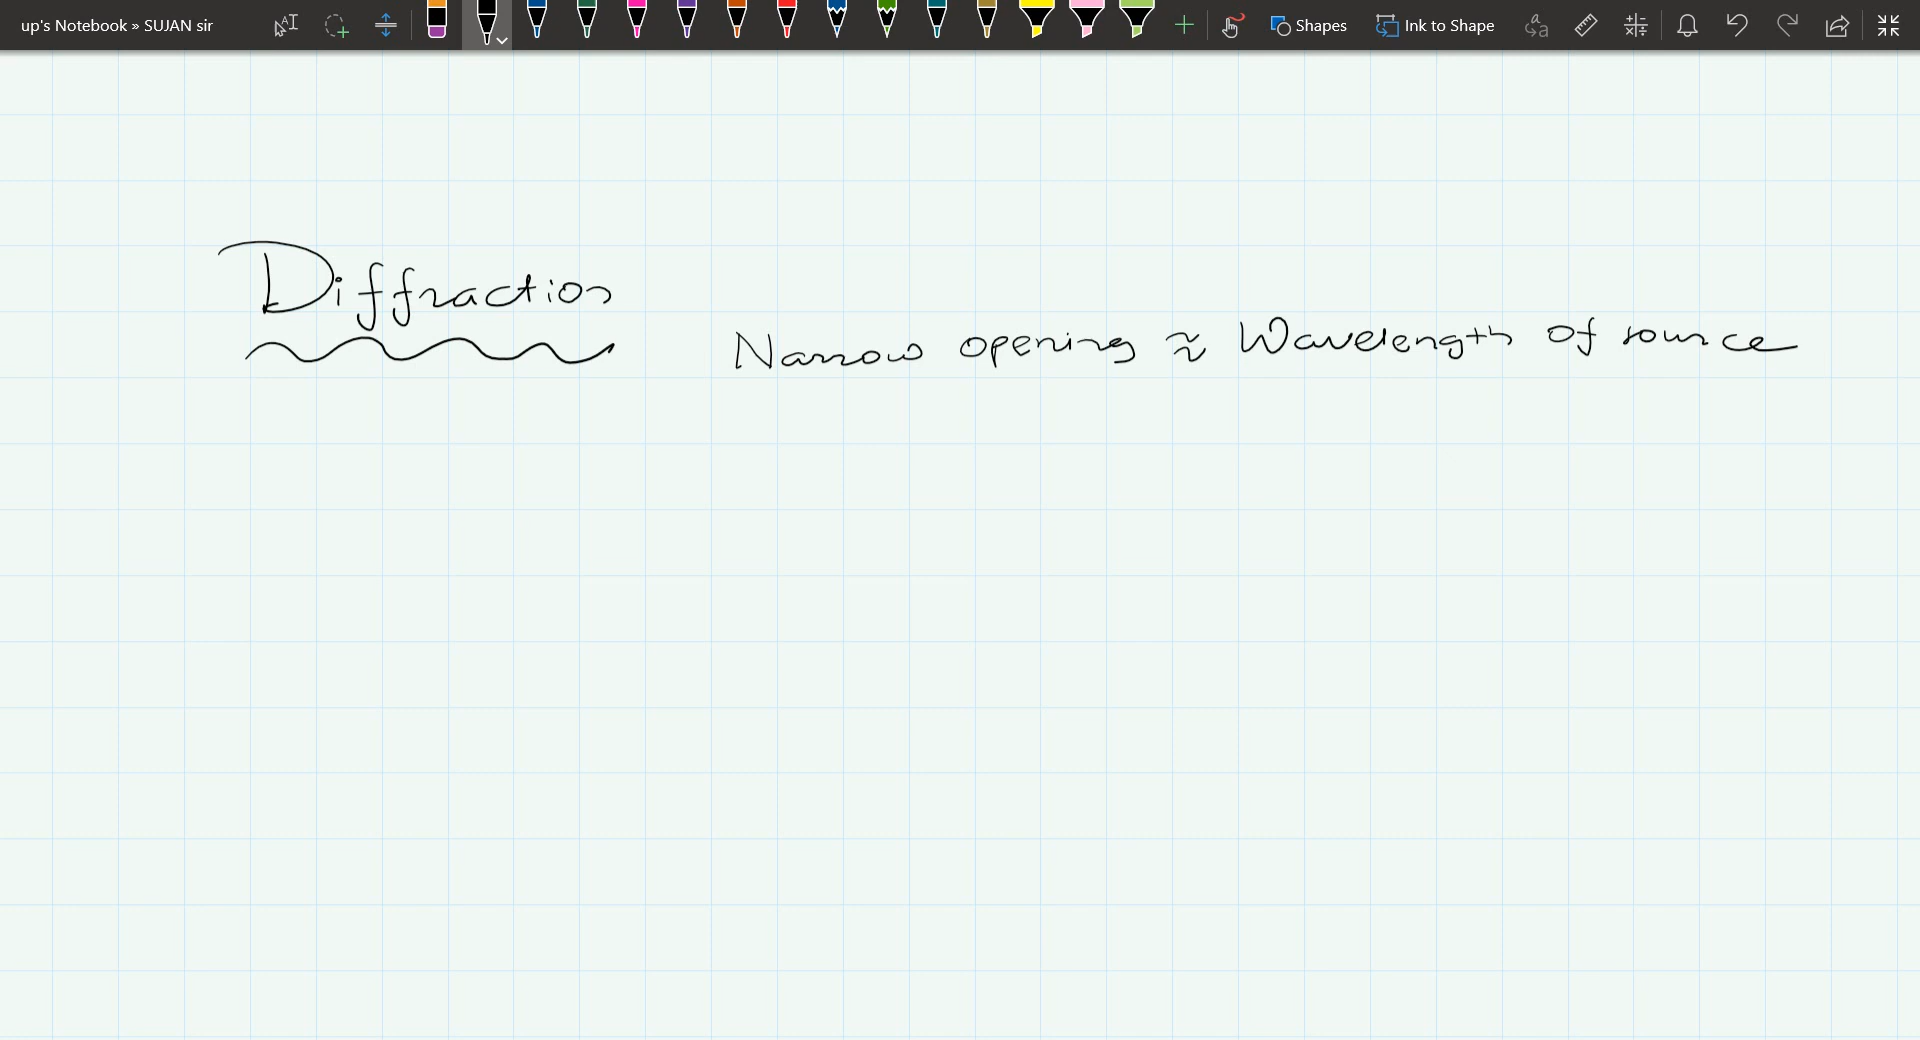 up's Notebook » SUJAN sir
Shapes
Ink to Shape
Diffraction
Narrow opening ≈ Wavelength of source